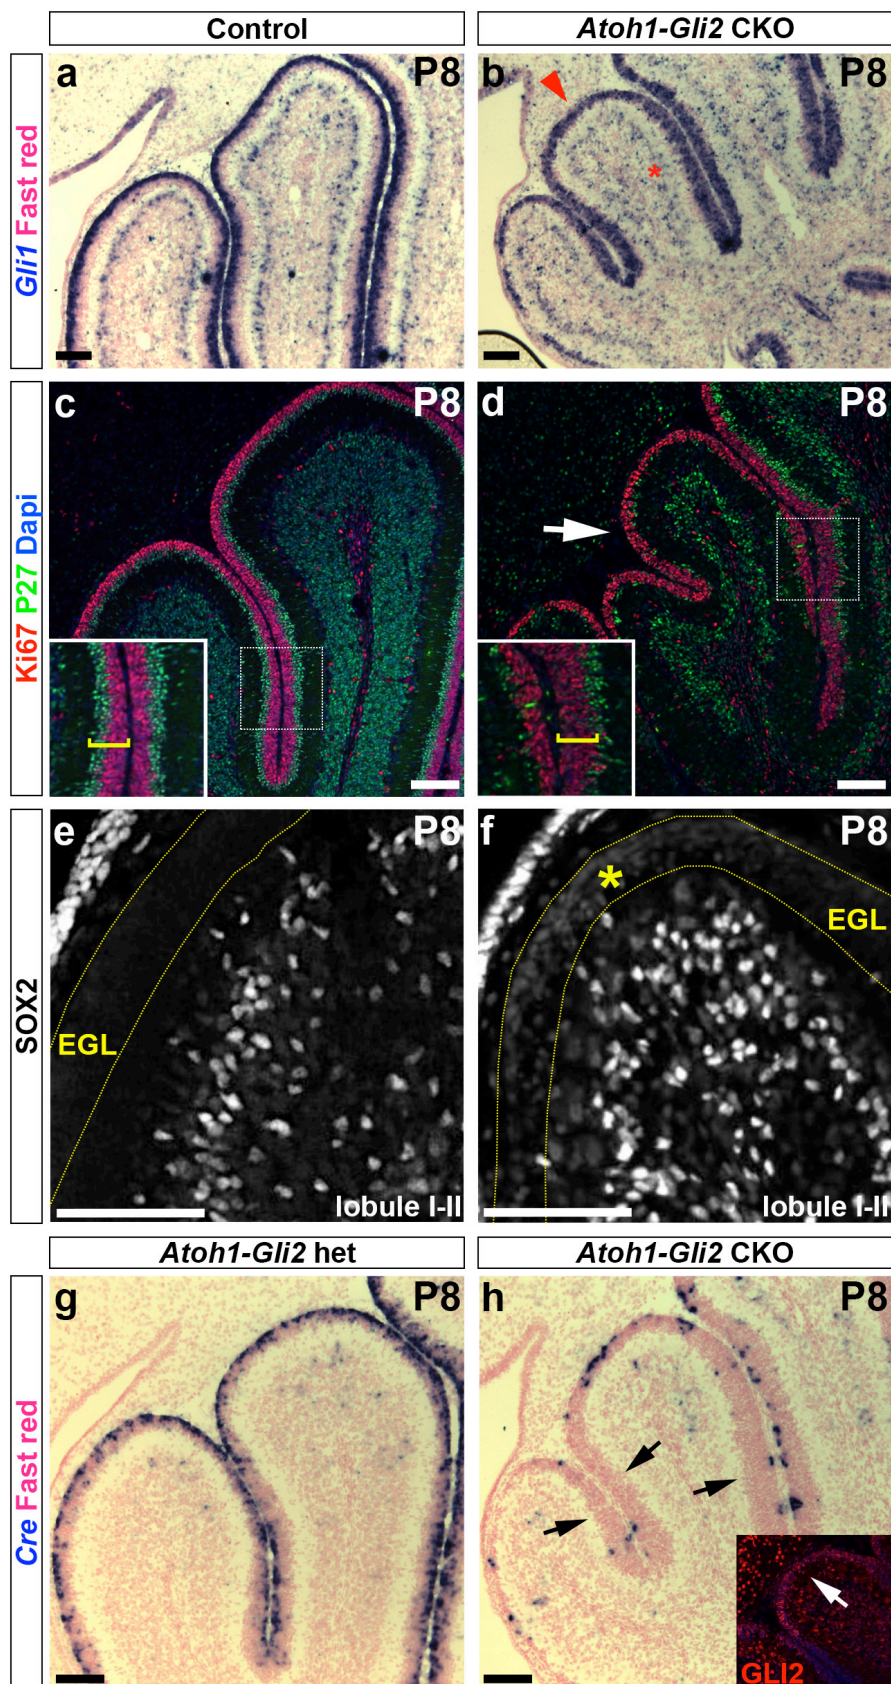 Control
Atoh1-Gli2 CKO
Gli1 Fast red
a
P8
b
P8
*
Ki67 P27 Dapi
c
P8
d
P8
SOX2
e
P8
EGL
lobule I-II
f
P8
*
EGL
lobule I-II
Atoh1-Gli2 het
Atoh1-Gli2 CKO
Cre Fast red
g
P8
h
P8
GLI2